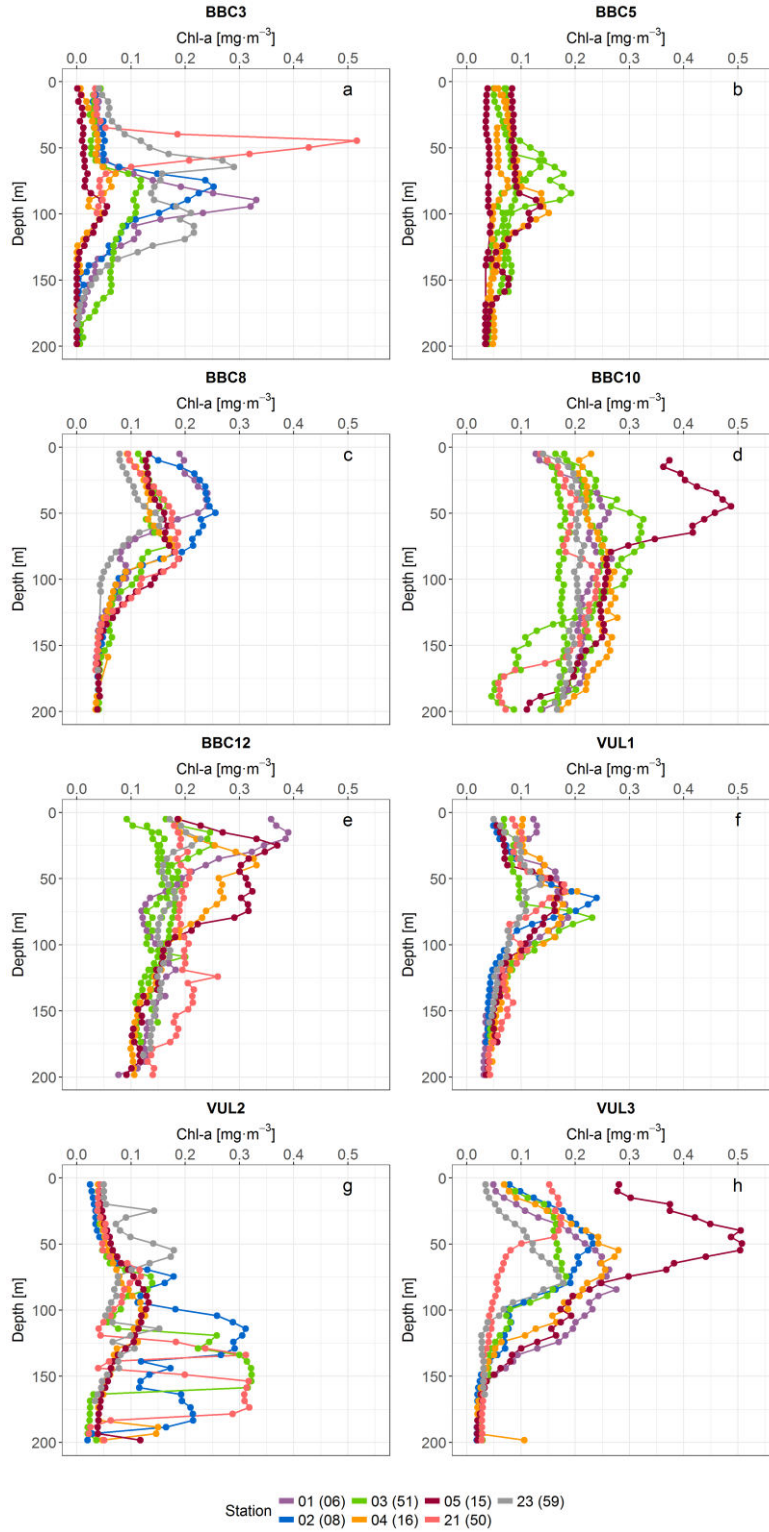 BBC3 BBC5
Chl-a [mg·m⁻³] Chl-a [mg·m⁻³]
0.0 0.1 0.2 0.3 0.4 0.5 0.0 0.1 0.2 0.3 0.4 0.5
a b
Depth [m] Depth [m]
0 0
50 50
100 100
150 150
200 200
BBC8 BBC10
Chl-a [mg·m⁻³] Chl-a [mg·m⁻³]
0.0 0.1 0.2 0.3 0.4 0.5 0.0 0.1 0.2 0.3 0.4 0.5
c d
Depth [m] Depth [m]
0 0
50 50
100 100
150 150
200 200
BBC12 VUL1
Chl-a [mg·m⁻³] Chl-a [mg·m⁻³]
0.0 0.1 0.2 0.3 0.4 0.5 0.0 0.1 0.2 0.3 0.4 0.5
e f
Depth [m] Depth [m]
0 0
50 50
100 100
150 150
200 200
VUL2 VUL3
Chl-a [mg·m⁻³] Chl-a [mg·m⁻³]
0.0 0.1 0.2 0.3 0.4 0.5 0.0 0.1 0.2 0.3 0.4 0.5
g h
Depth [m] Depth [m]
0 0
50 50
100 100
150 150
200 200
Station
01 (06) 03 (51) 05 (15) 23 (59)
02 (08) 04 (16) 21 (50)